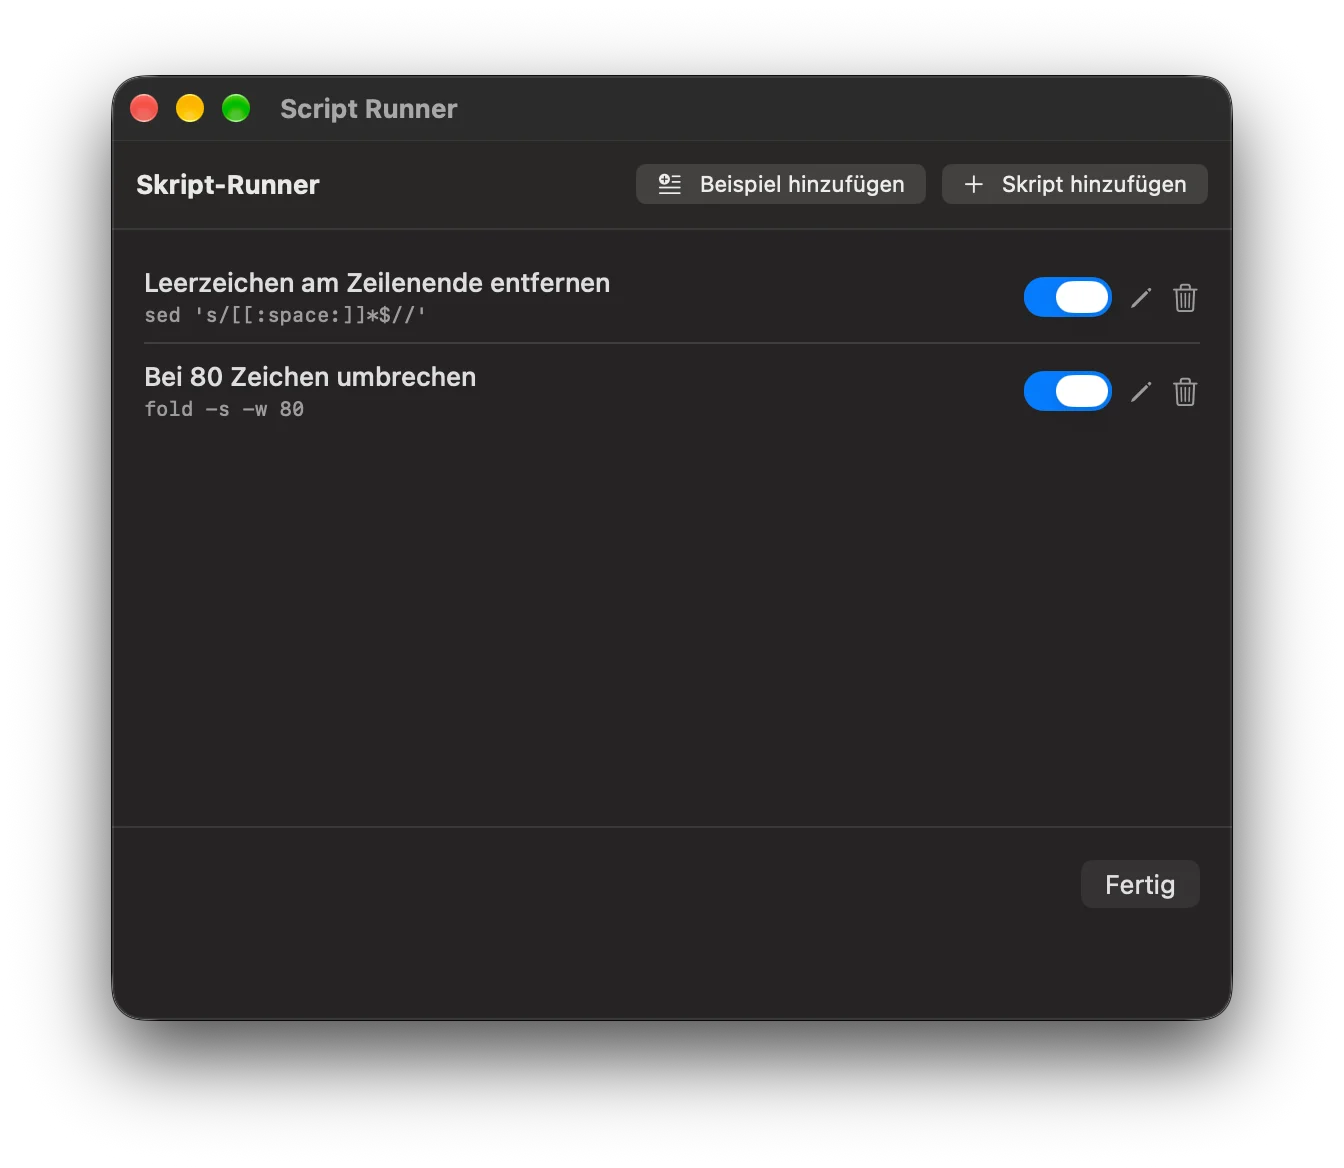 Script Runner
Skript-Runner
Beispiel hinzufügen
Skript hinzufügen
Leerzeichen am Zeilenende entfernen
sed 's/[[:space:]]*$//'
Bei 80 Zeichen umbrechen
fold -s -w 80
Fertig